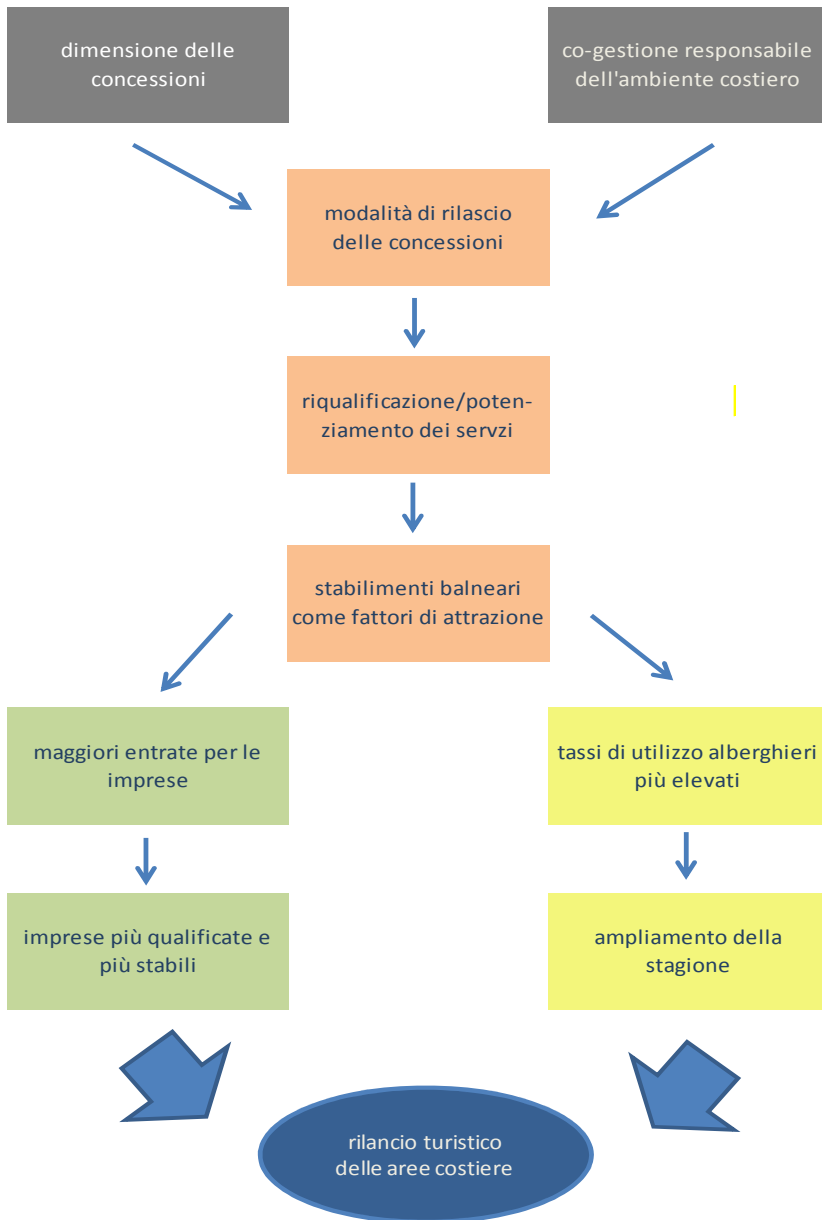 dimensione delle
concessioni
co-gestione responsabile
dell'ambiente costiero
modalità di rilascio
delle concessioni
riqualificazione/poten-
ziamento dei servzi
stabilimenti balneari
come fattori di attrazione
maggiori entrate per le
imprese
tassi di utilizo alberghieri
più elevati
imprese più qualificate e
più stabili
ampliamento della
stagione
rilancio turistico
delle aree costiere